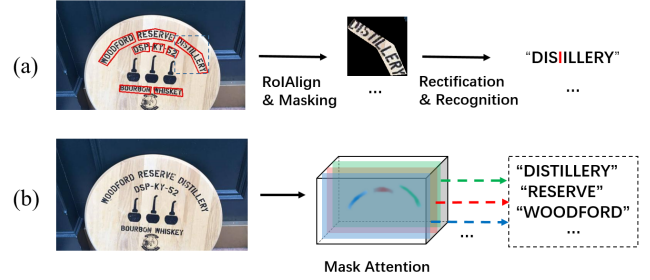 (a)
WOODFORD RESERVE DISTILLERY
DSP-KY-52
BOURBON WHISKEY
RoIAlign
& Masking
DISTILLERY
...
Rectification
& Recognition
“DISIILLERY”
...
(b)
WOODFORD RESERVE DISTILLERY
DSP-KY-52
BOURBON WHISKEY
Mask Attention
...
“DISTILLERY”
“RESERVE”
“WOODFORD”
...